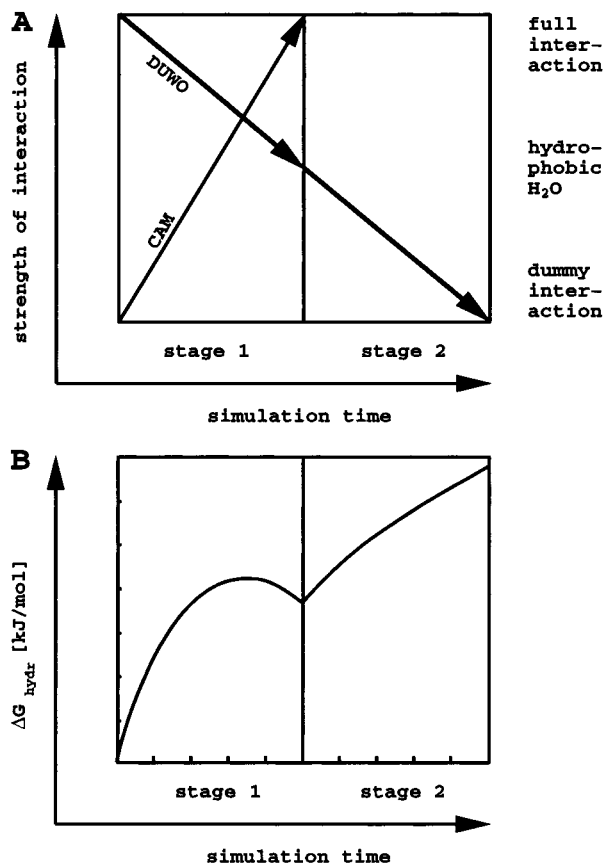 A
strength of interaction
DUWO
CAM
full
inter-
action
hydro-
phobic
H₂O
dummy
inter-
action
stage 1
stage 2
simulation time
B
ΔG hydr [kJ/mol]
stage 1
stage 2
simulation time